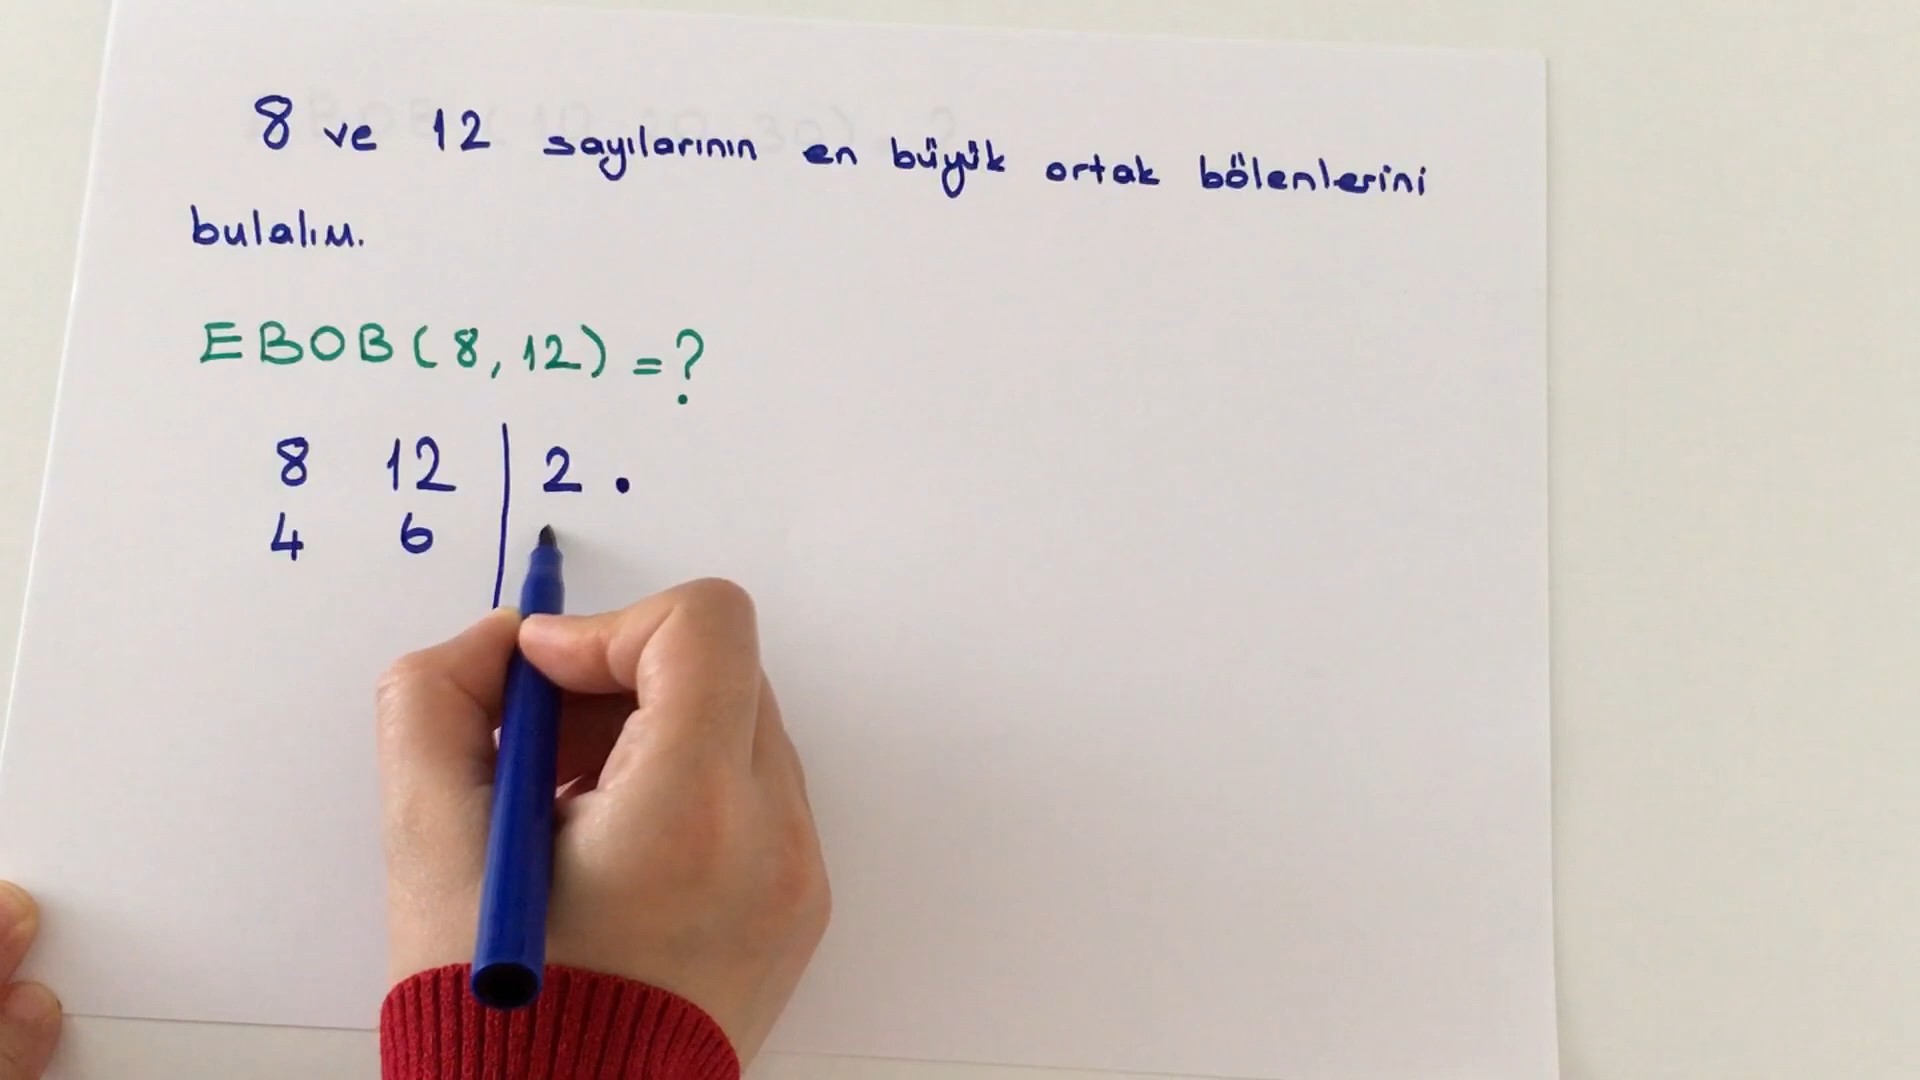 8 ve 12 sayılarının en büyük ortak bölenlerini
bulalım.
EBOB(8,12)=?
8 12 | 2 .
4 6 |